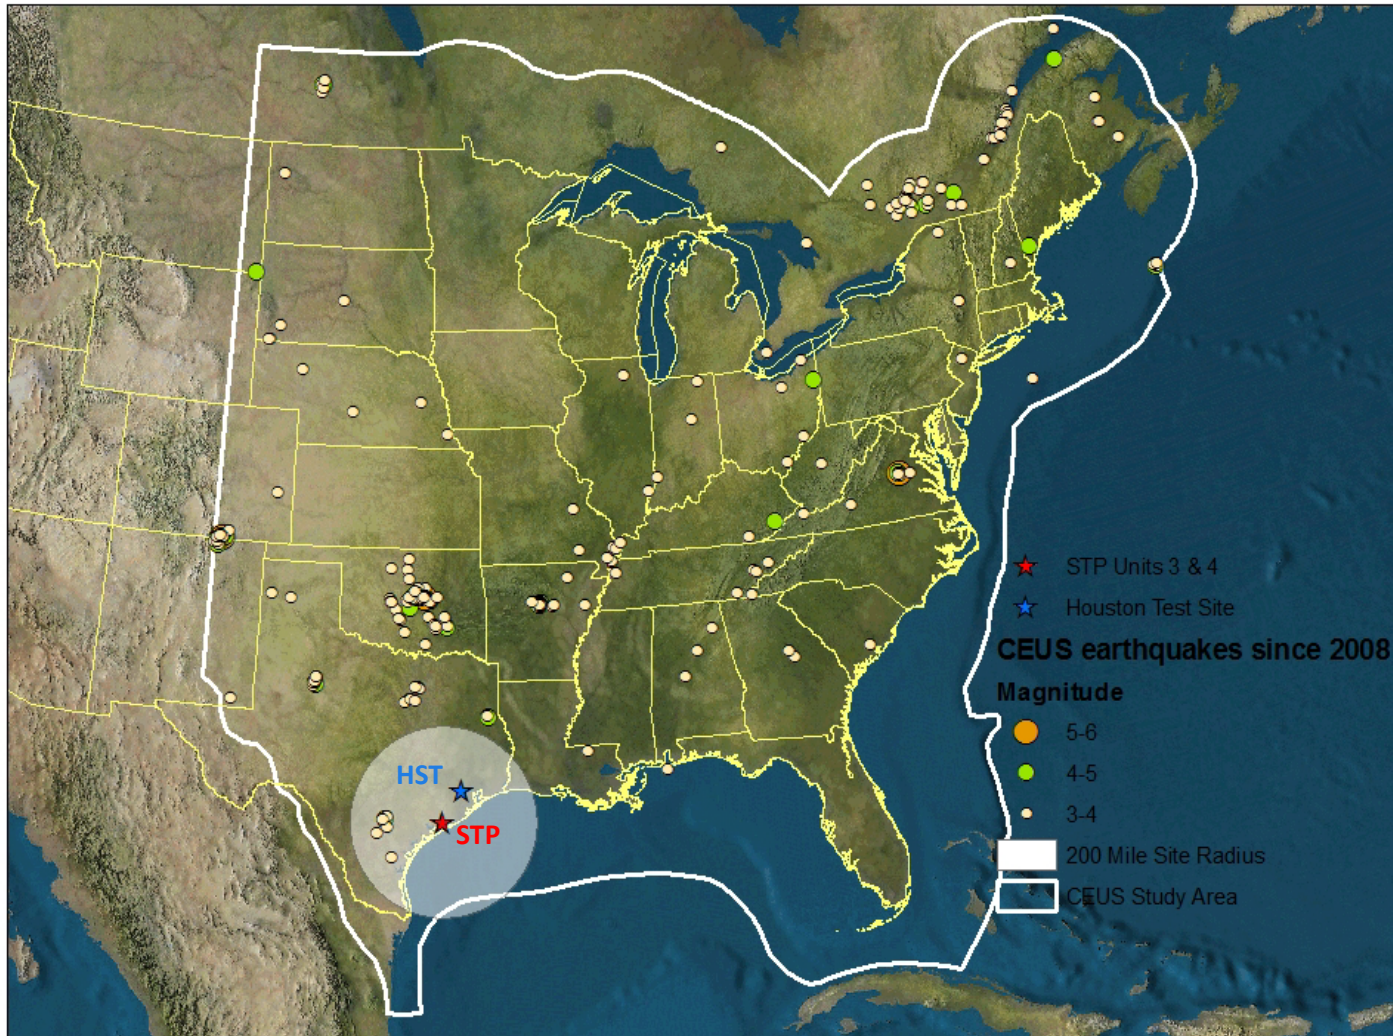 STP Units 3 & 4
Houston Test Site
CEUS earthquakes since 2008
Magnitude
5-6
HST
4-5
3-4
STP
200 Mile Site Radius
CEUS Study Area